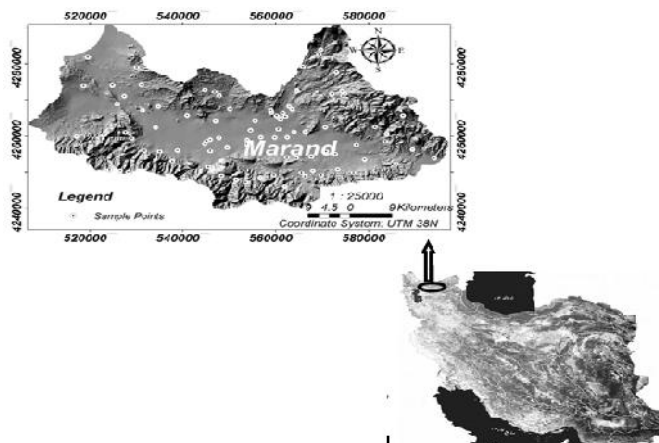 520000 540000 560000 580000
N
W E
S
4260000
4260000
4250000
4250000
4240000
4240000
Marand
Legend
Sample Points
1 : 25000
9 4.5 0 9Kilometers
Coordinate System: UTM 38N
520000 540000 560000 580000